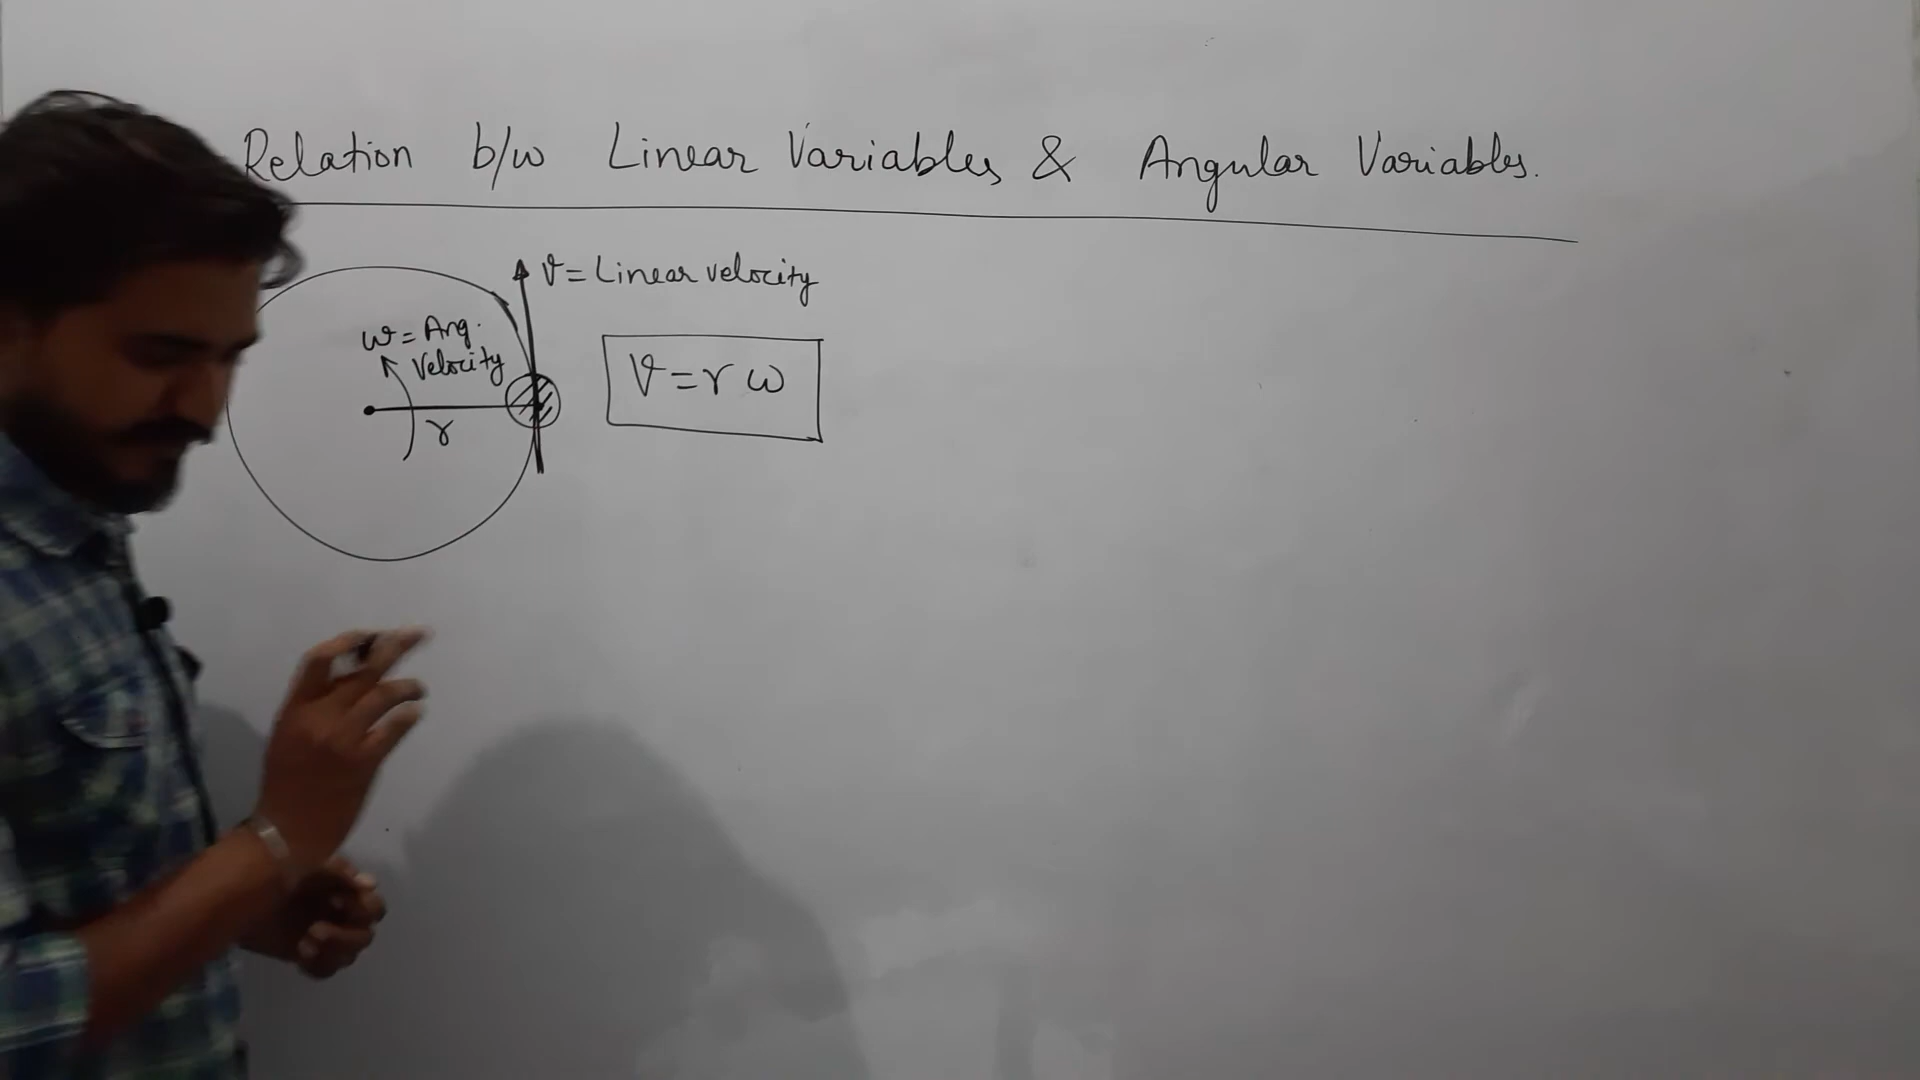 Relation b/w Linear Variables & Angular Variables.
v = Linear velocity
ω = Ang.
Velocity
r
V = r ω